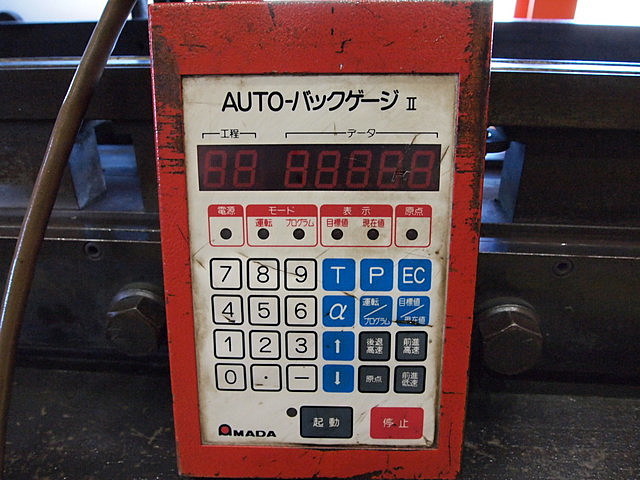 AUTO-バックゲージ II
工程 データ
電源 モード 表示 原点
運転 プログラム 目標値 現在値
7 8 9 T P EC
4 5 6 α 運転/プログラム 目標値/現在値
1 2 3 ↑ 後退高速 前進高速
0 · − ↓ 原点 前進低速
起動 停止
AMADA